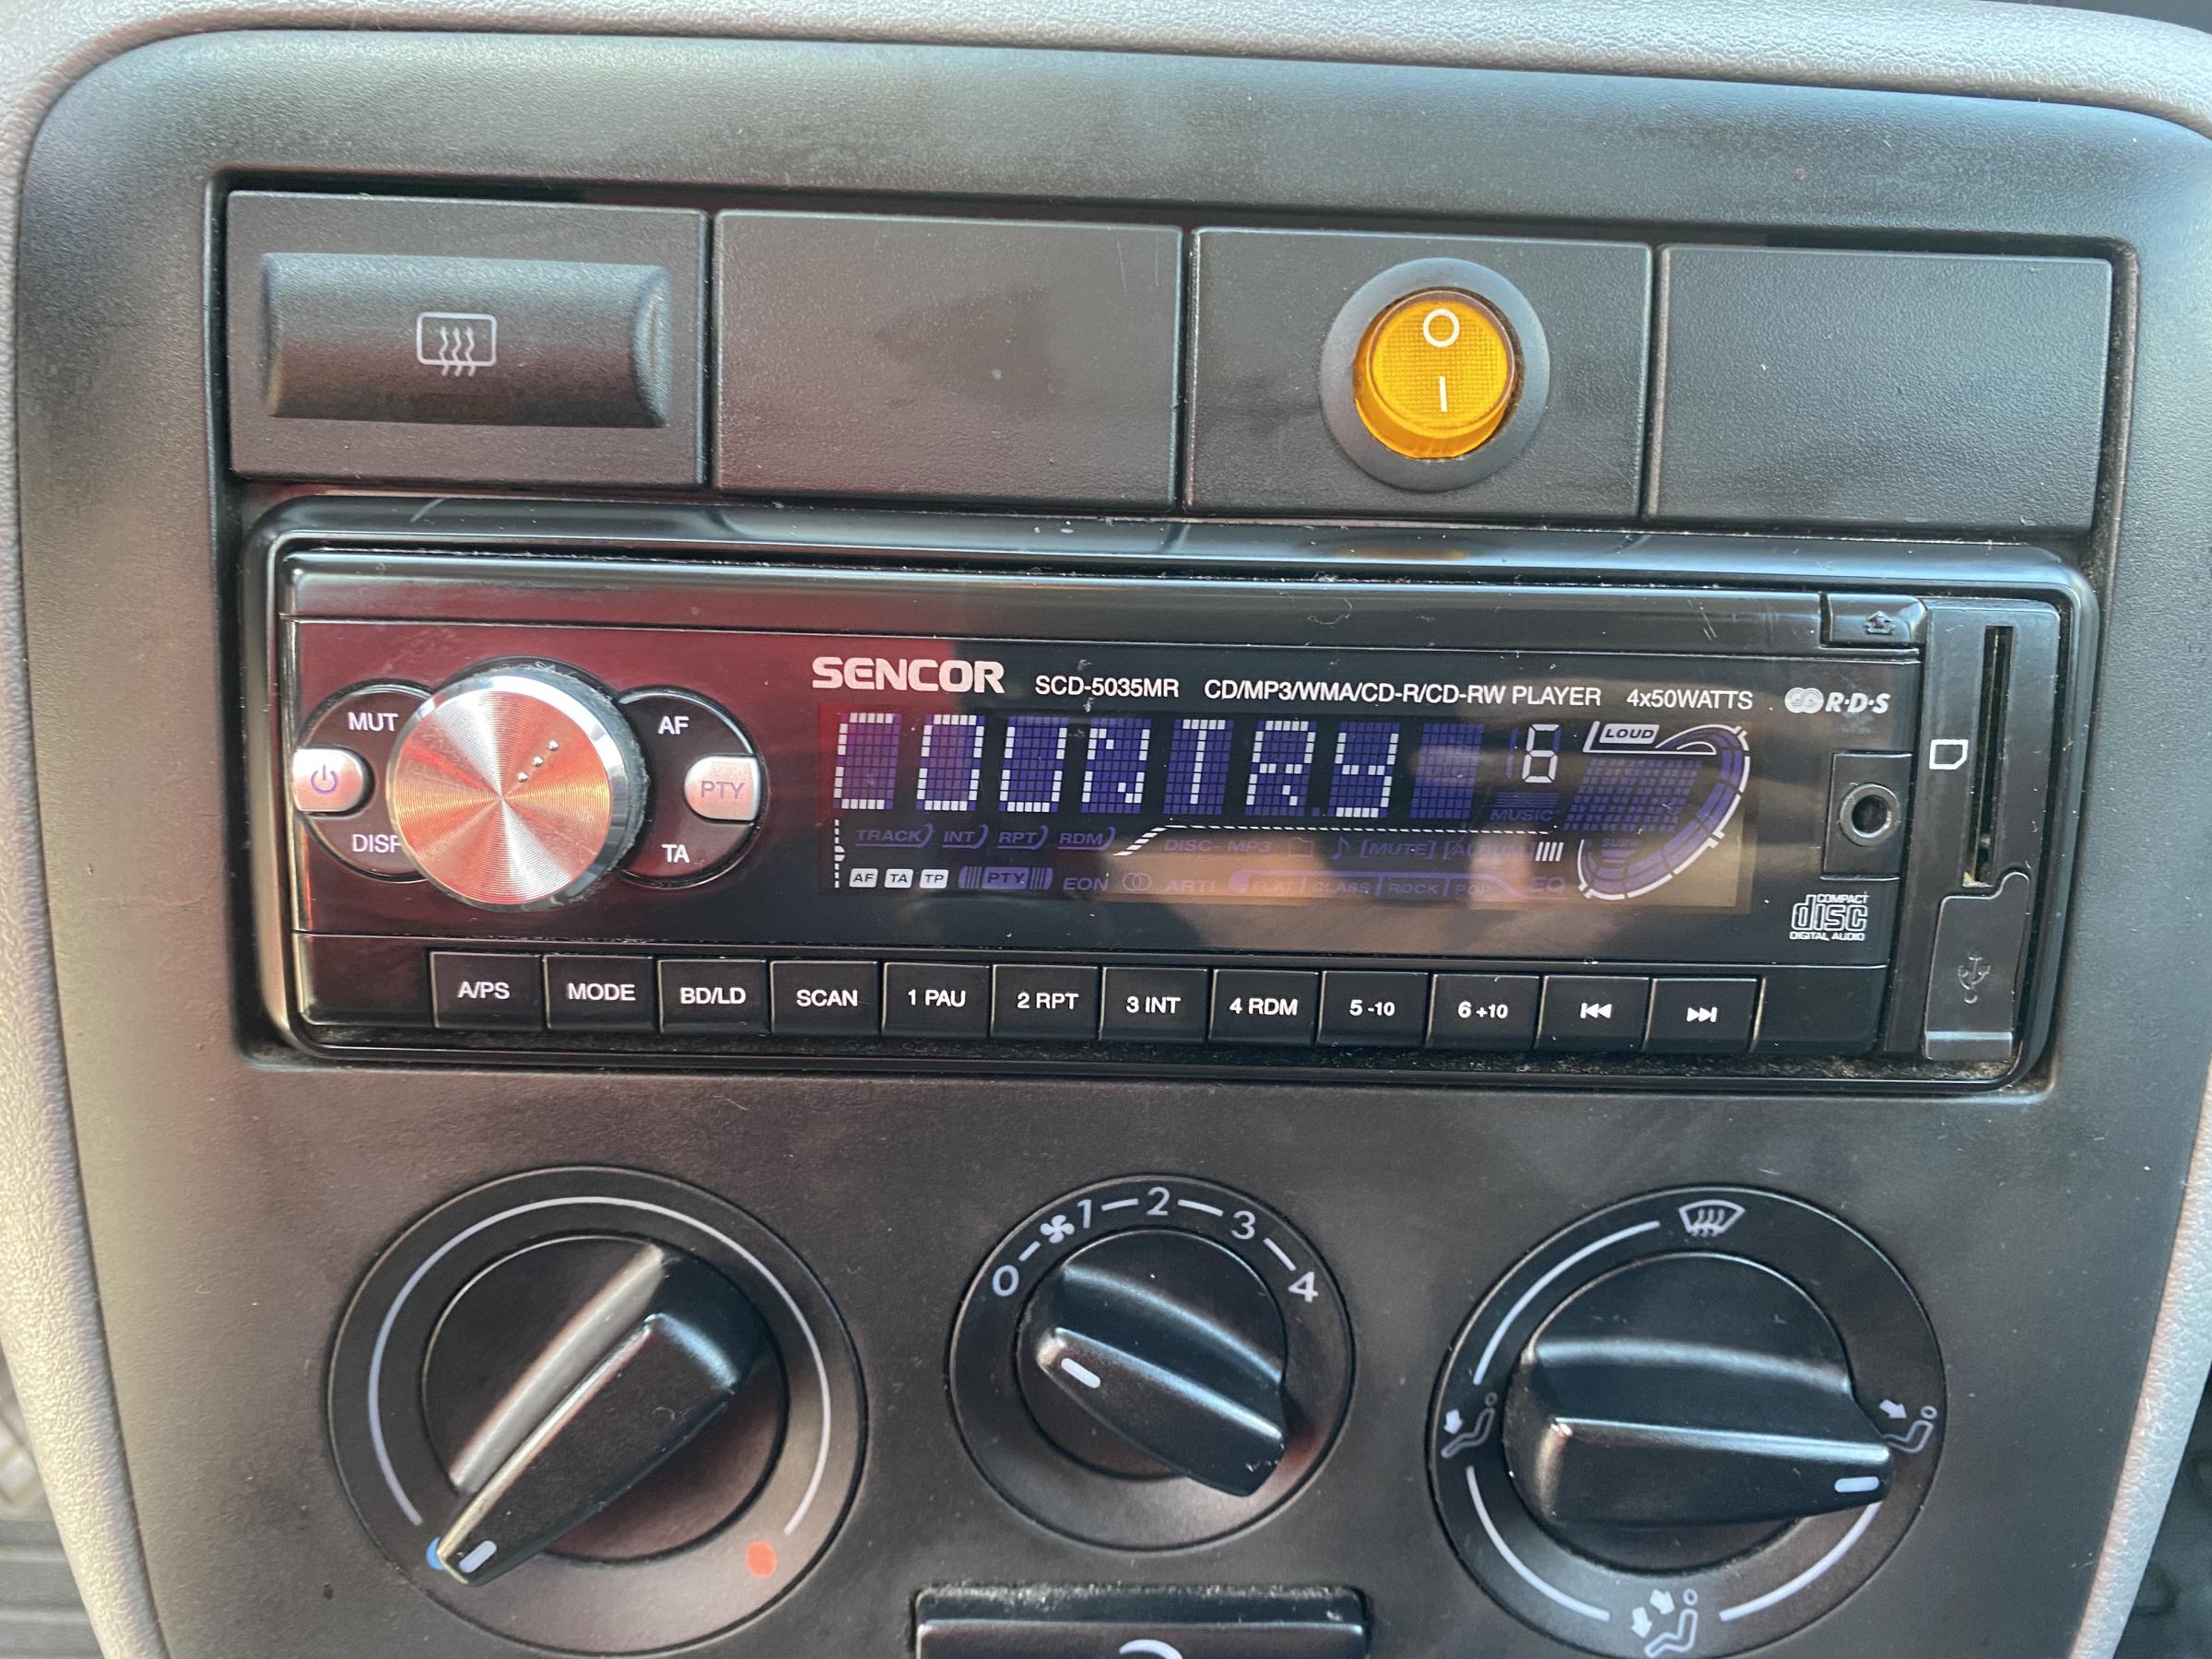 O
I
SENCOR SCD-5035MR CD/MP3/WMA/CD-R/CD-RW PLAYER 4x50WATTS R·D·S
MUT AF
COUNTRY 6 LOUD
PTY
MUSIC
DISP TA
TRACK INT RPT RDM DISC MP3 [MUTE] [ALBUM]
SUBW
AF TA TP PTY EON ARTI FLAT CLASS ROCK POP EQ
COMPACT
disc
DIGITAL AUDIO
A/PS MODE BD/LD SCAN 1 PAU 2 RPT 3 INT 4 RDM 5 -10 6 +10
0 1 2 3 4